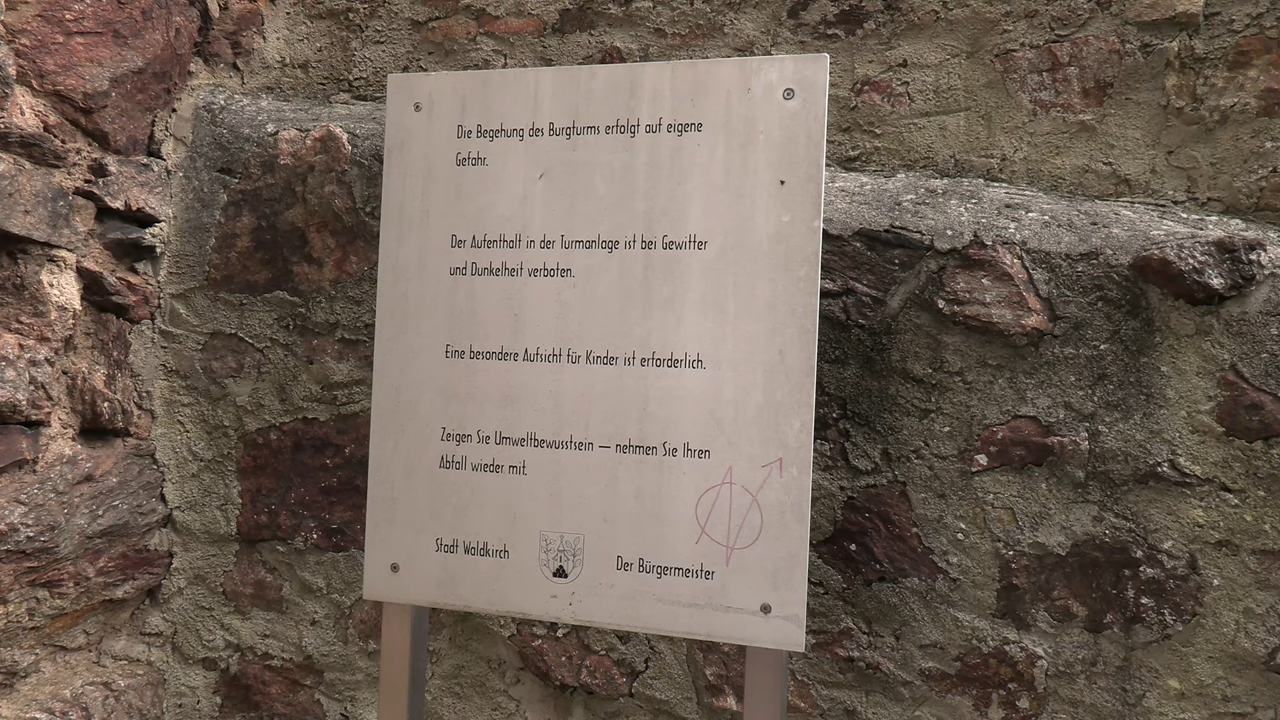 Die Begehung des Burgturms erfolgt auf eigene
Gefahr.
Der Aufenthalt in der Turmanlage ist bei Gewitter
und Dunkelheit verboten.
Eine besondere Aufsicht für Kinder ist erforderlich.
Zeigen Sie Umweltbewusstsein — nehmen Sie Ihren
Abfall wieder mit.
Stadt Waldkirch Der Bürgermeister